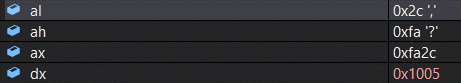 al 0x2c ','
ah 0xfa '?'
ax 0xfa2c
dx 0x1005